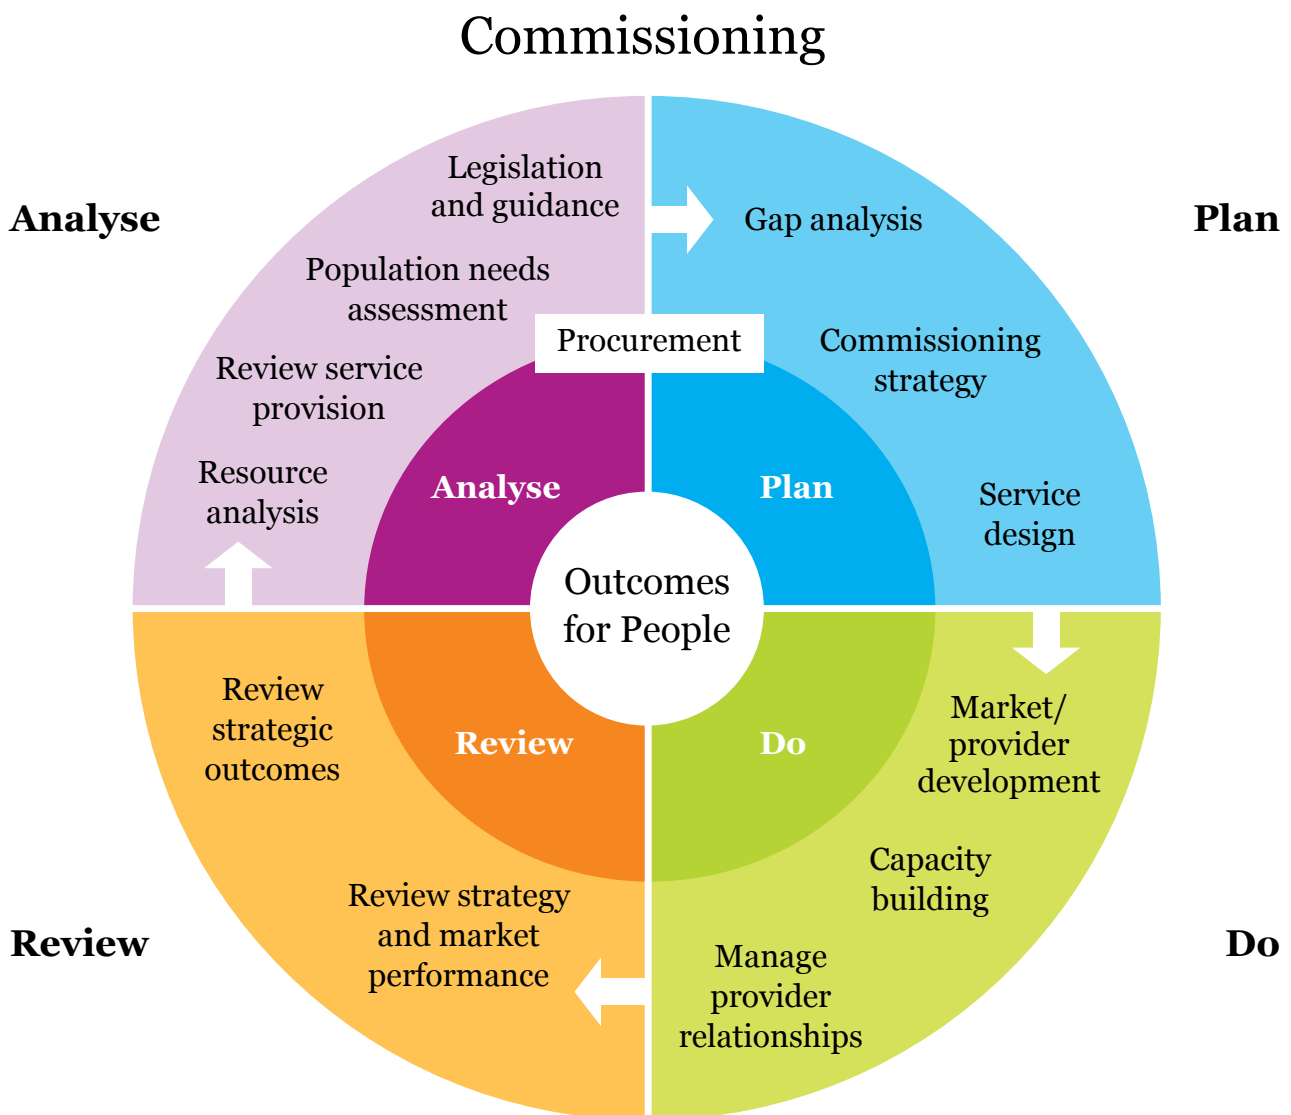 Commissioning
Analyse
Plan
Legislation
and guidance
Gap analysis
Population needs
assessment
Procurement
Commissioning
strategy
Review service
provision
Resource
analysis
Analyse
Plan
Service
design
Outcomes
for People
Review
strategic
outcomes
Review
Do
Market/
provider
development
Capacity
building
Review strategy
and market
performance
Manage
provider
relationships
Review
Do